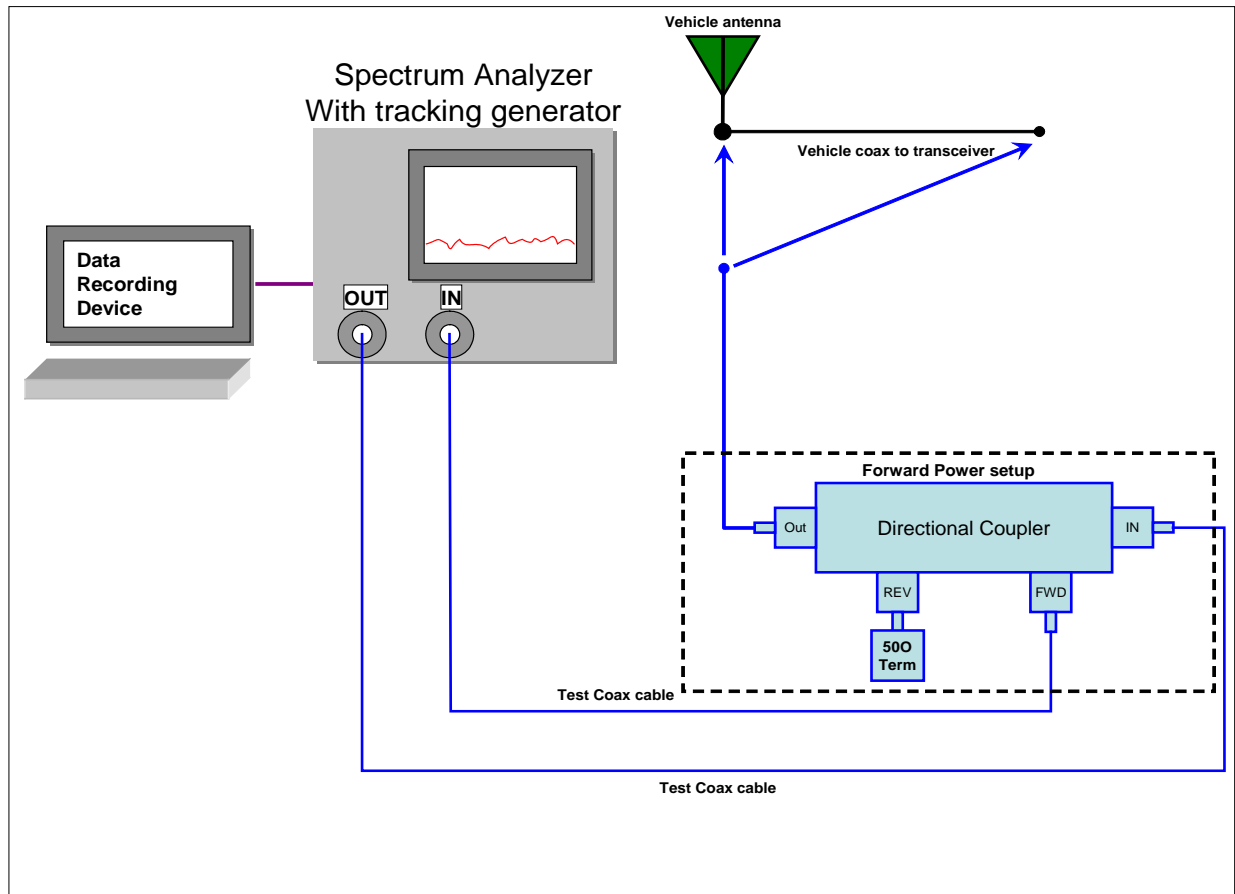 Vehicle antenna
Spectrum Analyzer
With tracking generator
Vehicle coax to transceiver
Data
Recording
Device
OUT
IN
Forward Power setup
Out
Directional Coupler
IN
REV
FWD
50O
Term
Test Coax cable
Test Coax cable